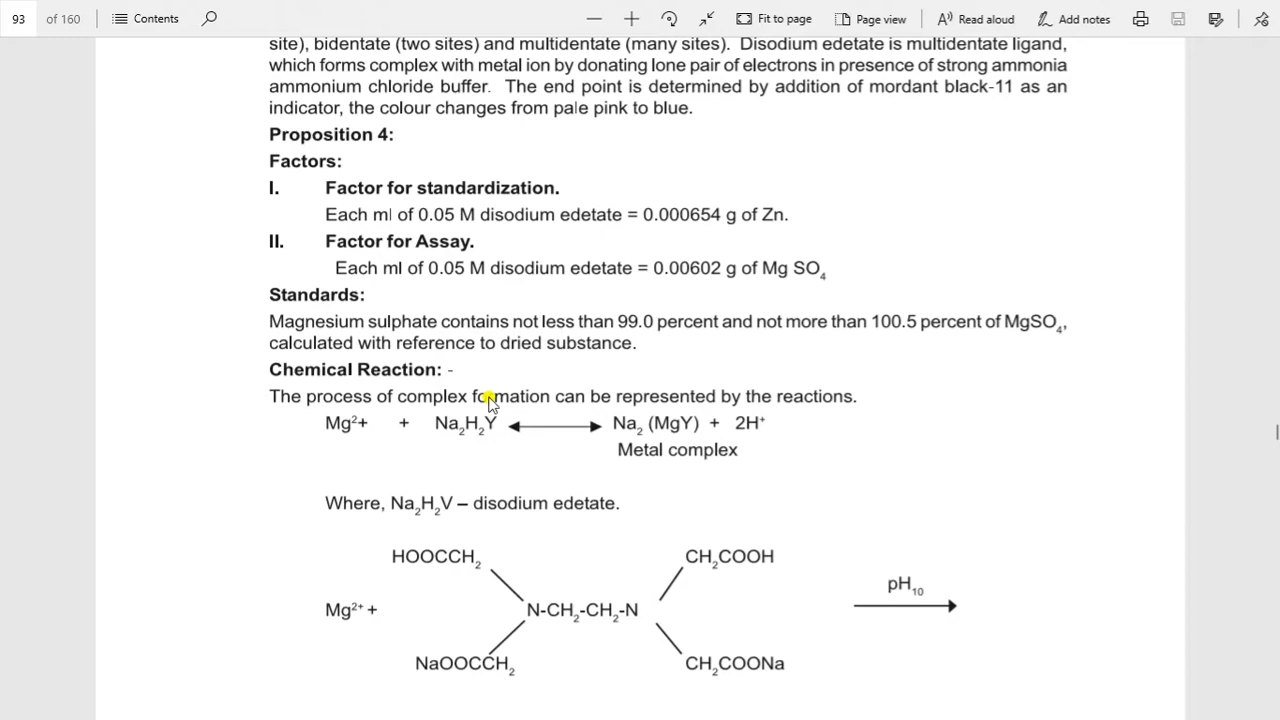 93 of 160 Contents Fit to page Page view Read aloud Add notes
site), bidentate (two sites) and multidentate (many sites). Disodium edetate is multidentate ligand,
which forms complex with metal ion by donating lone pair of electrons in presence of strong ammonia
ammonium chloride buffer. The end point is determined by addition of mordant black-11 as an
indicator, the colour changes from pale pink to blue.
Proposition 4:
Factors:
I. Factor for standardization.
Each ml of 0.05 M disodium edetate = 0.000654 g of Zn.
II. Factor for Assay.
Each ml of 0.05 M disodium edetate = 0.00602 g of Mg SO₄
Standards:
Magnesium sulphate contains not less than 99.0 percent and not more than 100.5 percent of MgSO₄,
calculated with reference to dried substance.
Chemical Reaction: -
The process of complex formation can be represented by the reactions.
Mg²+ + Na₂H₂Y ⟷ Na₂ (MgY) + 2H⁺
Metal complex
Where, Na₂H₂V – disodium edetate.
HOOCCH₂ CH₂COOH
pH₁₀
Mg²⁺ + N-CH₂-CH₂-N
NaOOCCH₂ CH₂COONa